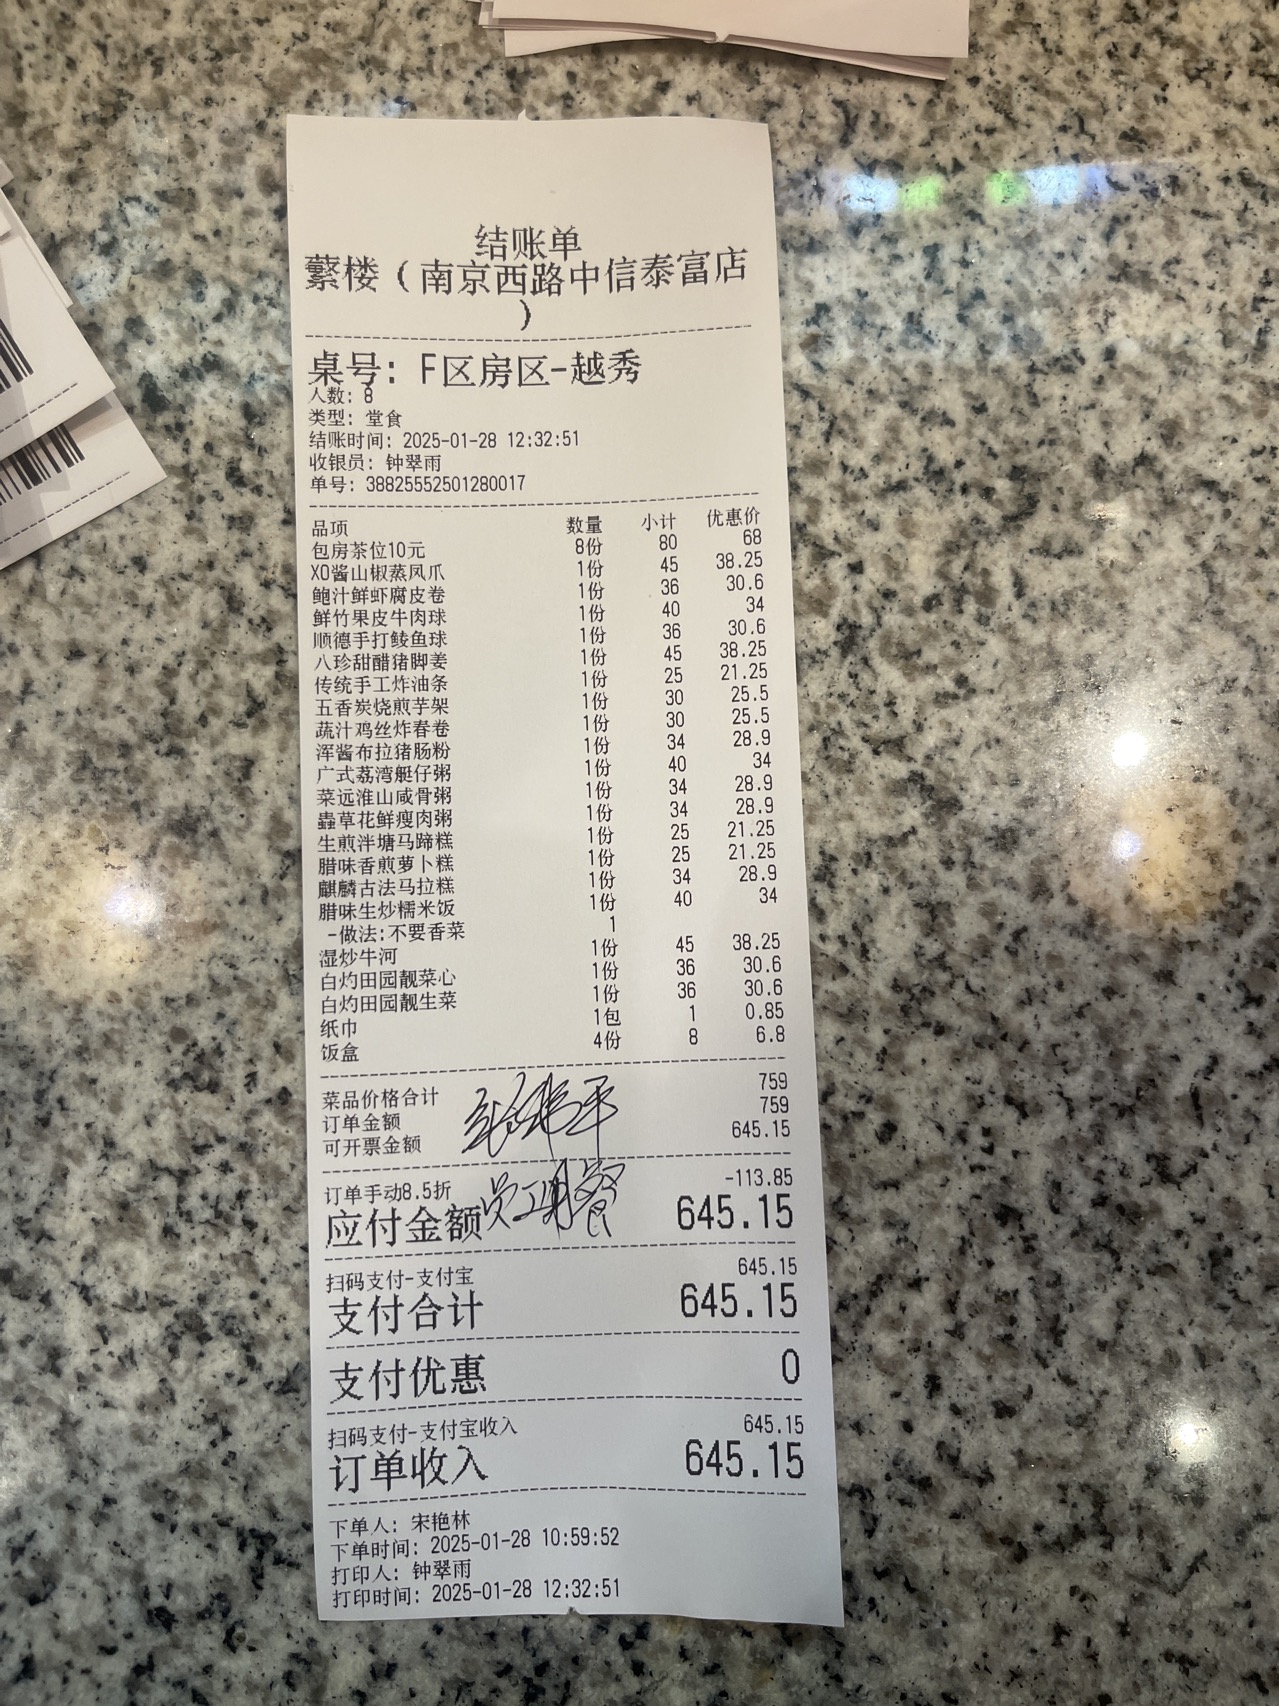 结账单
蘩楼（南京西路中信泰富店
）
桌号: F区房区-越秀
人数: 8
类型: 堂食
结账时间: 2025-01-28 12:32:51
收银员: 钟翠雨
单号: 38825552501280017
品项 数量 小计 优惠价
包房茶位10元 8份 80 68
XO酱山椒蒸凤爪 1份 45 38.25
鲍汁鲜虾腐皮卷 1份 36 30.6
鲜竹果皮牛肉球 1份 40 34
顺德手打鲮鱼球 1份 36 30.6
八珍甜醋猪脚姜 1份 45 38.25
传统手工炸油条 1份 25 21.25
五香炭烧煎芋架 1份 30 25.5
蔬汁鸡丝炸春卷 1份 30 25.5
浑酱布拉猪肠粉 1份 34 28.9
广式荔湾艇仔粥 1份 40 34
菜远淮山咸骨粥 1份 34 28.9
蟲草花鲜瘦肉粥 1份 34 28.9
生煎泮塘马蹄糕 1份 25 21.25
腊味香煎萝卜糕 1份 25 21.25
麒麟古法马拉糕 1份 34 28.9
腊味生炒糯米饭 1份 40 34
-做法:不要香菜 1
湿炒牛河 1份 45 38.25
白灼田园靓菜心 1份 36 30.6
白灼田园靓生菜 1份 36 30.6
纸巾 1包 1 0.85
饭盒 4份 8 6.8
菜品价格合计 759
订单金额 759
可开票金额 645.15
订单手动8.5折 -113.85
应付金额 员工用餐 645.15
扫码支付-支付宝 645.15
支付合计 645.15
支付优惠 0
扫码支付-支付宝收入 645.15
订单收入 645.15
下单人: 宋艳林
下单时间: 2025-01-28 10:59:52
打印人: 钟翠雨
打印时间: 2025-01-28 12:32:51